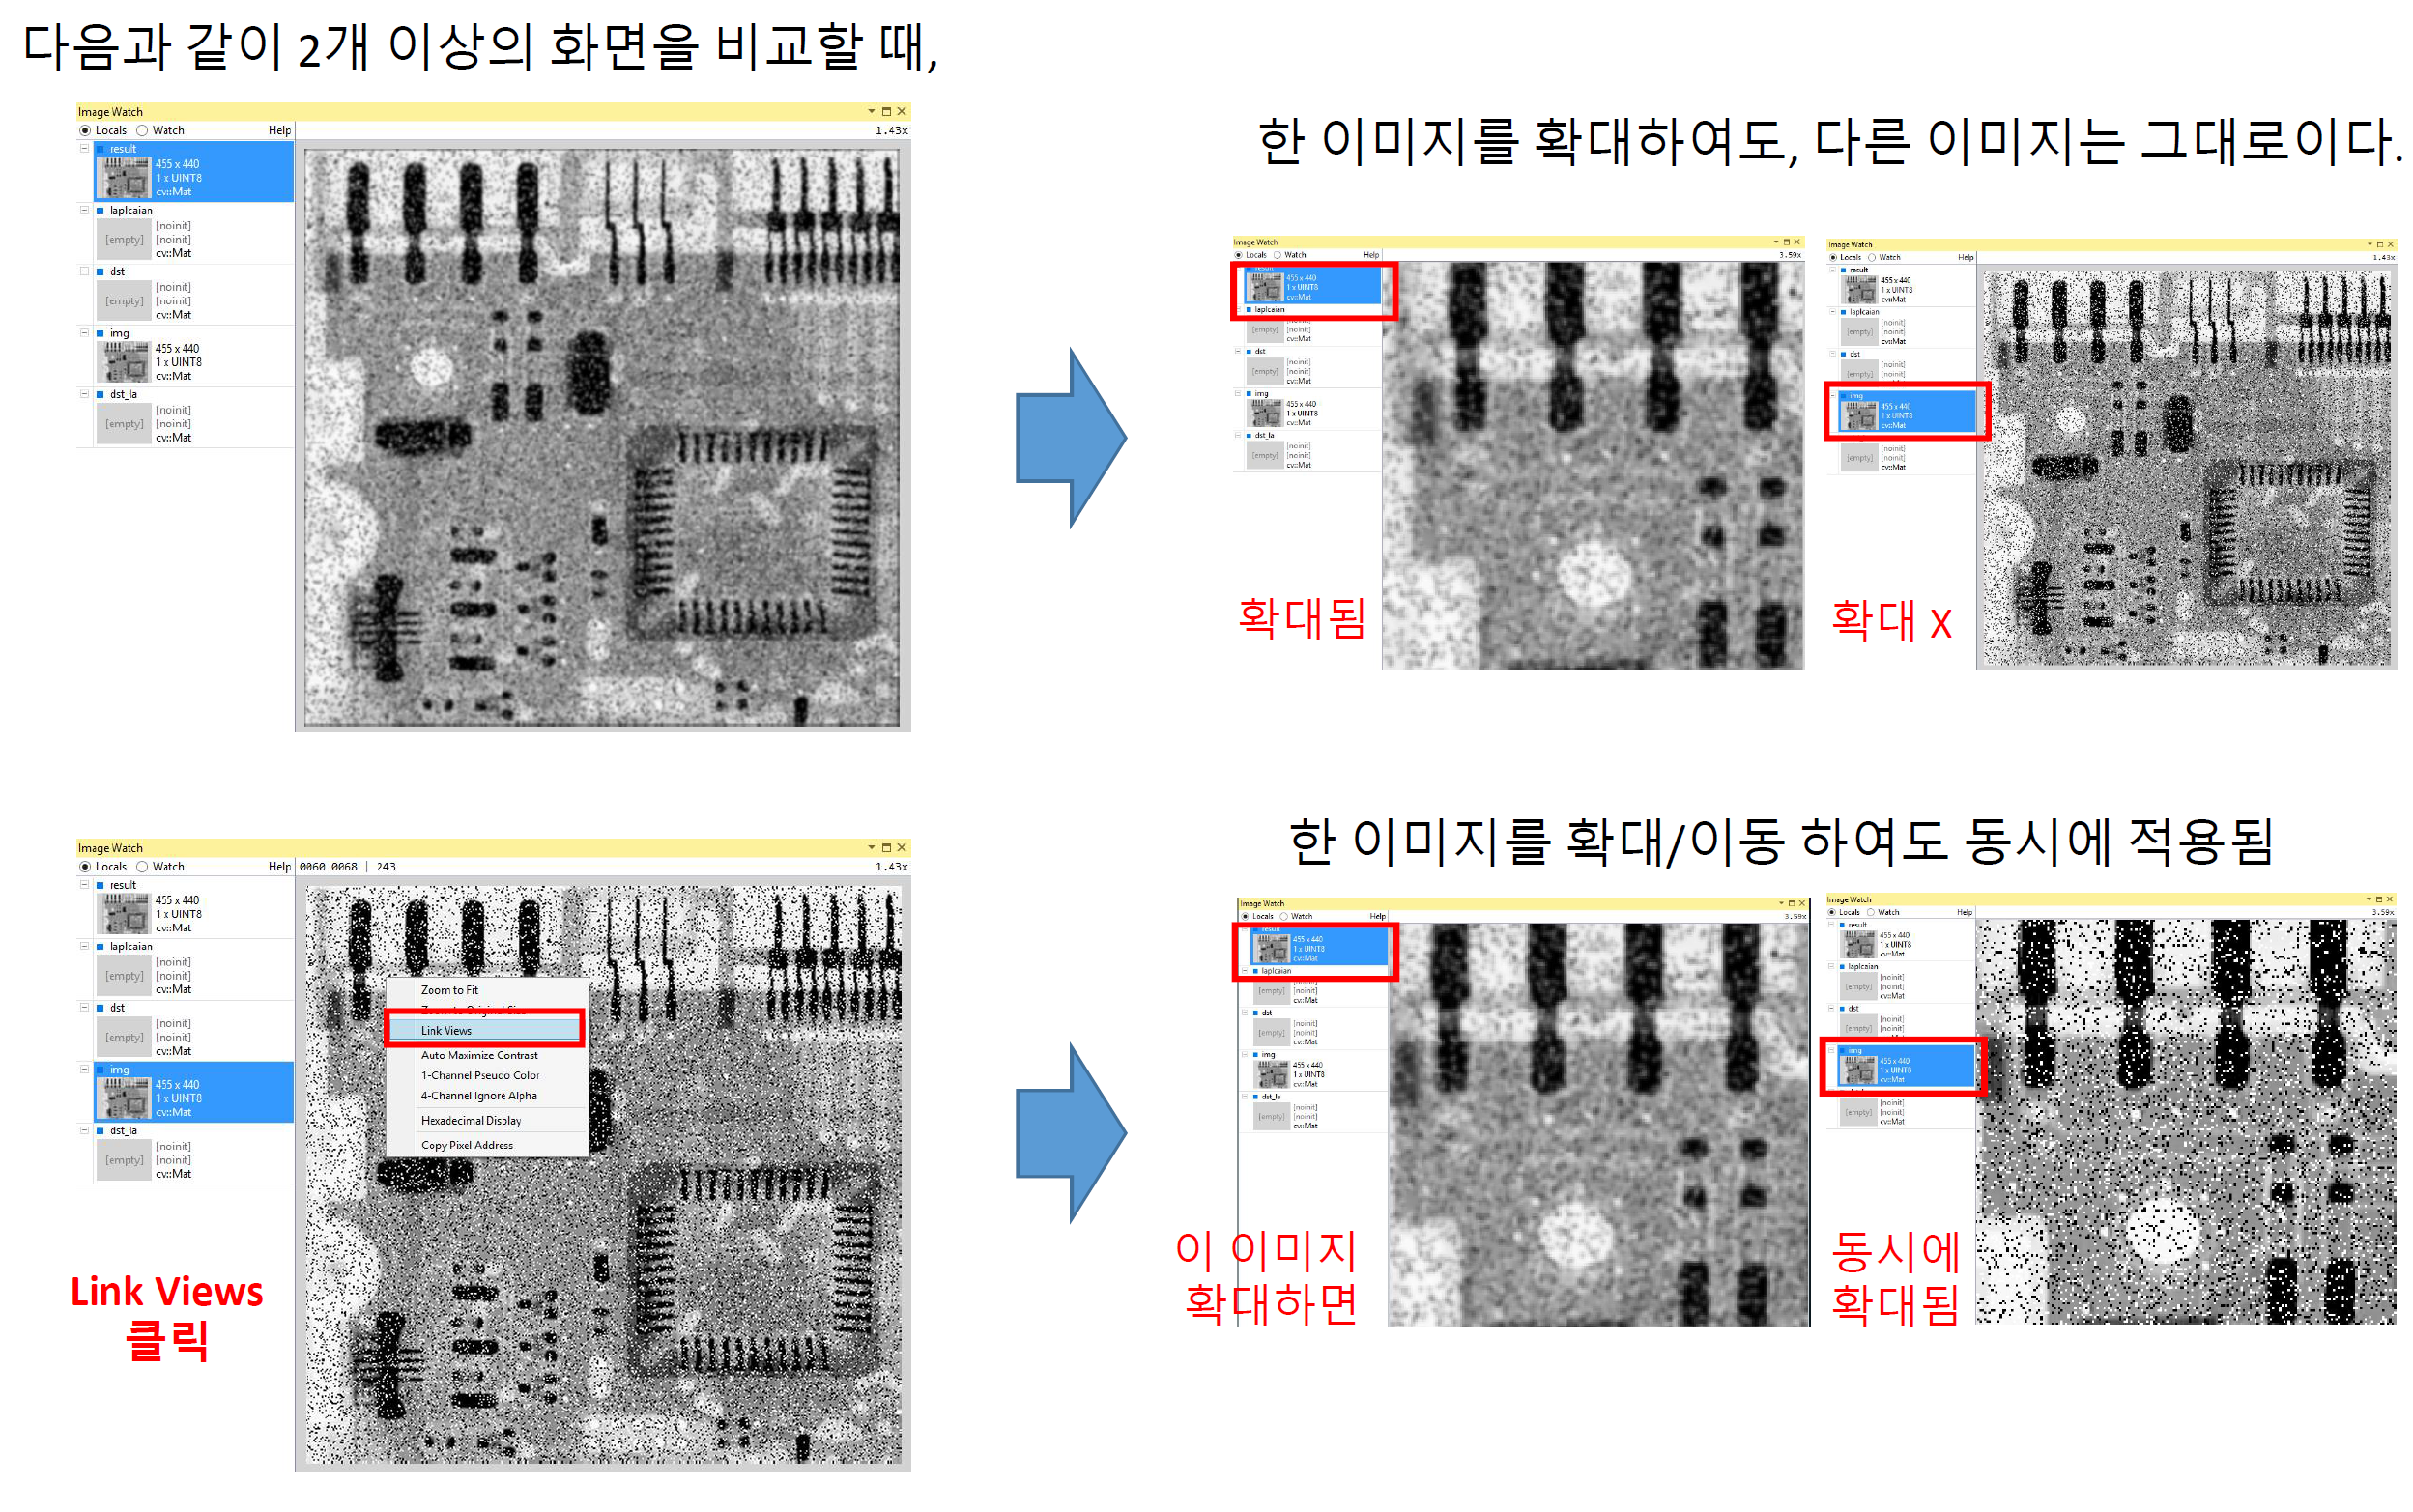 다음과 같이 2개 이상의 화면을 비교할 때,
Image Watch
Locals Watch Help 1.43x
result
455 x 440
1 x UINT8
cv::Mat
laplcaian
[empty]
[noinit]
[noinit]
cv::Mat
dst
[empty]
[noinit]
[noinit]
cv::Mat
img
455 x 440
1 x UINT8
cv::Mat
dst_la
[empty]
[noinit]
[noinit]
cv::Mat
한 이미지를 확대하여도, 다른 이미지는 그대로이다.
Image Watch
Locals Watch Help 3.59x
result
455 x 440
1 x UINT8
cv::Mat
laplcaian
[empty]
[noinit]
[noinit]
cv::Mat
dst
[empty]
[noinit]
[noinit]
cv::Mat
img
455 x 440
1 x UINT8
cv::Mat
dst_la
[empty]
[noinit]
[noinit]
cv::Mat
확대됨
Image Watch
Locals Watch Help 1.43x
result
455 x 440
1 x UINT8
cv::Mat
laplcaian
[empty]
[noinit]
[noinit]
cv::Mat
dst
[empty]
[noinit]
[noinit]
img
455 x 440
1 x UINT8
cv::Mat
[empty]
[noinit]
[noinit]
cv::Mat
확대 X
Image Watch
Locals Watch Help 0060 0068 | 243 1.43x
result
455 x 440
1 x UINT8
cv::Mat
laplcaian
[empty]
[noinit]
[noinit]
cv::Mat
dst
[empty]
[noinit]
[noinit]
cv::Mat
img
455 x 440
1 x UINT8
cv::Mat
dst_la
[empty]
[noinit]
[noinit]
cv::Mat
Zoom to Fit
Zoom to Original Size
Link Views
Auto Maximize Contrast
1-Channel Pseudo Color
4-Channel Ignore Alpha
Hexadecimal Display
Copy Pixel Address
Link Views
클릭
한 이미지를 확대/이동 하여도 동시에 적용됨
Image Watch
Locals Watch Help 3.59x
result
455 x 440
1 x UINT8
cv::Mat
laplcaian
[empty]
[noinit]
[noinit]
cv::Mat
dst
[empty]
[noinit]
[noinit]
cv::Mat
img
455 x 440
1 x UINT8
cv::Mat
dst_la
[empty]
[noinit]
[noinit]
cv::Mat
이 이미지
확대하면
Image Watch
Locals Watch Help 3.59x
result
455 x 440
1 x UINT8
cv::Mat
laplcaian
[empty]
[noinit]
[noinit]
cv::Mat
dst
[empty]
[noinit]
[noinit]
img
455 x 440
1 x UINT8
cv::Mat
[empty]
[noinit]
[noinit]
cv::Mat
동시에
확대됨